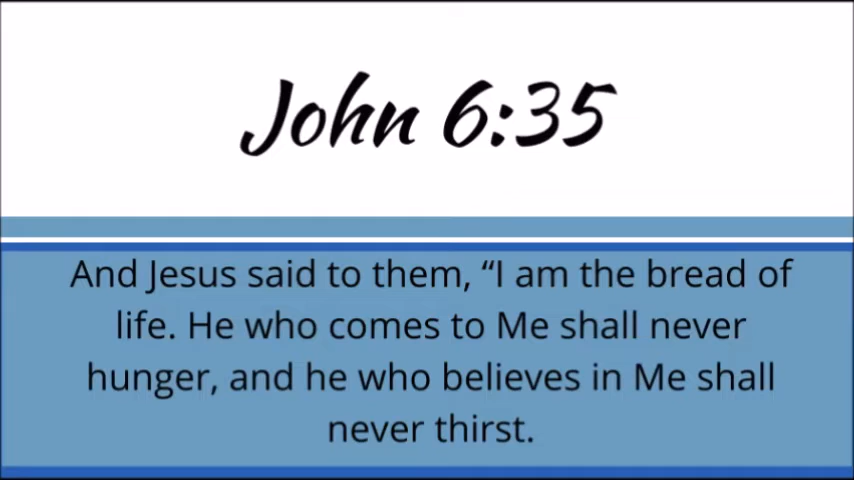 John 6:35
And Jesus said to them, “I am the bread of
life. He who comes to Me shall never
hunger, and he who believes in Me shall
never thirst.